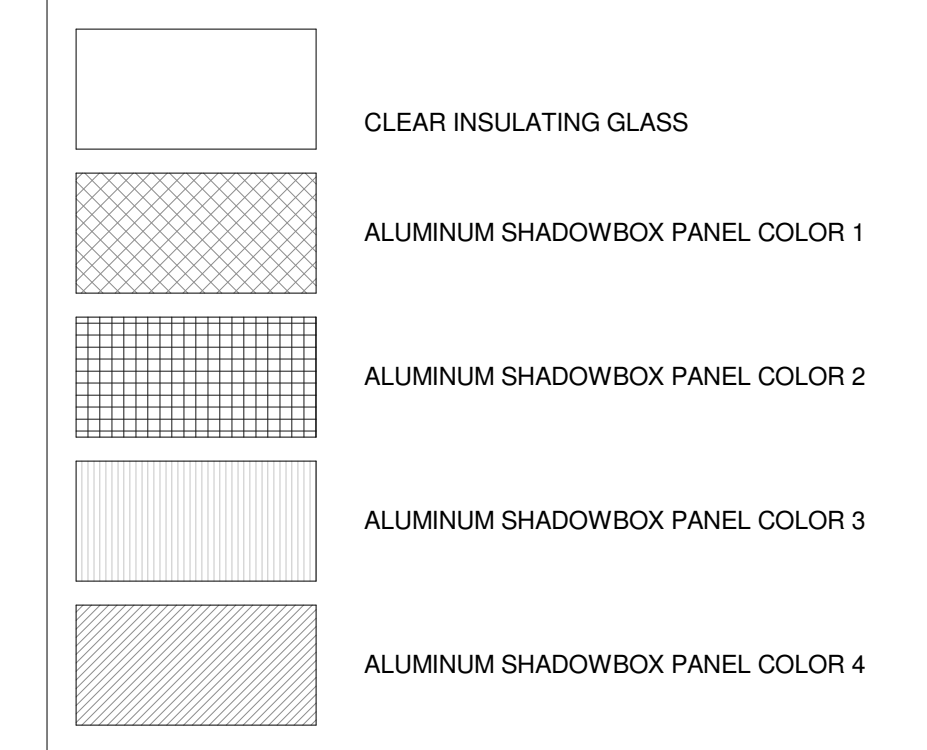 CLEAR INSULATING GLASS
ALUMINUM SHADOWBOX PANEL COLOR 1
ALUMINUM SHADOWBOX PANEL COLOR 2
ALUMINUM SHADOWBOX PANEL COLOR 3
ALUMINUM SHADOWBOX PANEL COLOR 4